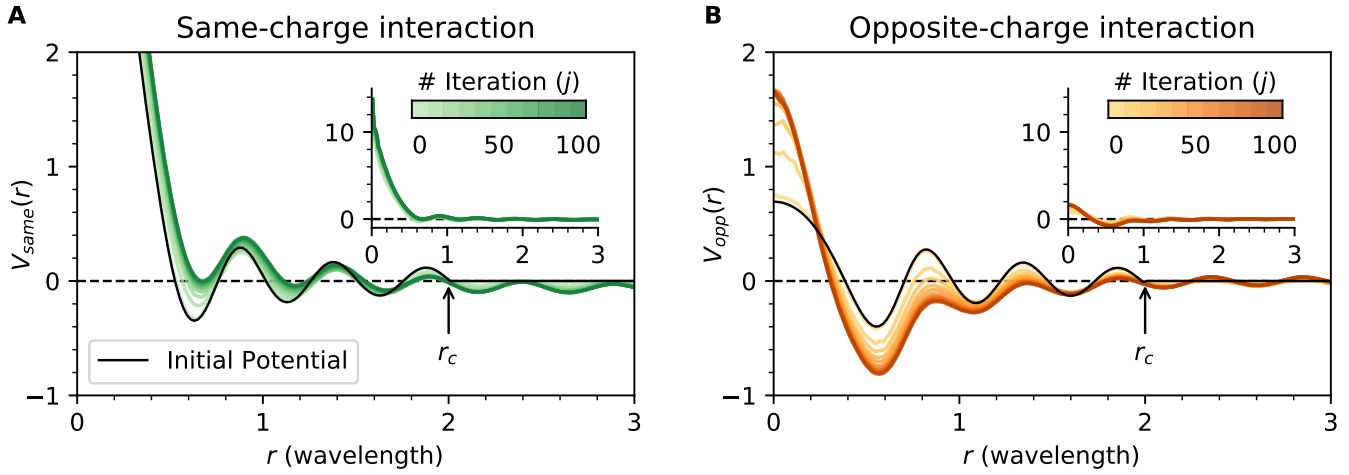 A
Same-charge interaction
V_same(r)
2
1
0
−1
# Iteration (j)
0 50 100
10
0
0 1 2 3
r_c
Initial Potential
0 1 2 3
r (wavelength)
B
Opposite-charge interaction
V_opp(r)
2
1
0
−1
# Iteration (j)
0 50 100
10
0
0 1 2 3
r_c
0 1 2 3
r (wavelength)